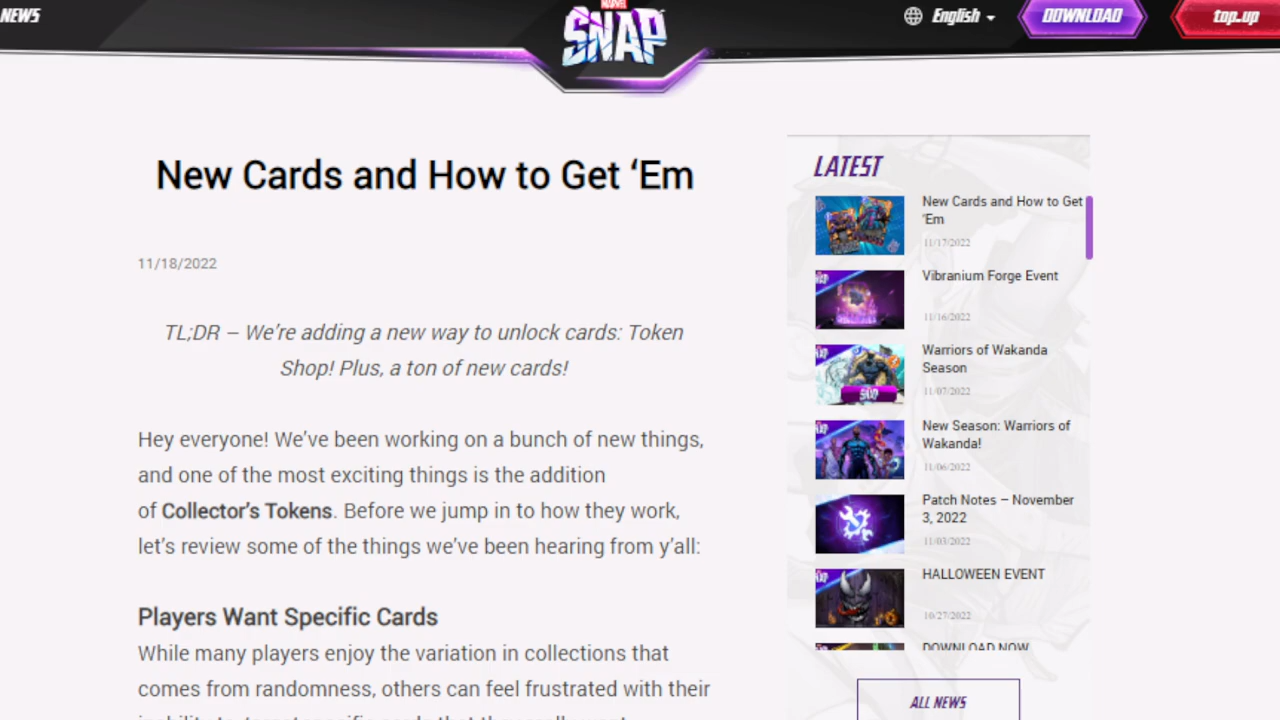 NEWS
MARVEL
SNAP
English
DOWNLOAD
top-up
New Cards and How to Get ‘Em
11/18/2022
TL;DR – We’re adding a new way to unlock cards: Token
Shop! Plus, a ton of new cards!
Hey everyone! We’ve been working on a bunch of new things,
and one of the most exciting things is the addition
of Collector’s Tokens. Before we jump in to how they work,
let’s review some of the things we’ve been hearing from y’all:
Players Want Specific Cards
While many players enjoy the variation in collections that
comes from randomness, others can feel frustrated with their
LATEST
New Cards and How to Get
‘Em
11/17/2022
Vibranium Forge Event
11/16/2022
Warriors of Wakanda
Season
11/07/2022
New Season: Warriors of
Wakanda!
11/06/2022
Patch Notes – November
3, 2022
11/03/2022
HALLOWEEN EVENT
10/27/2022
DOWNLOAD NOW
ALL NEWS